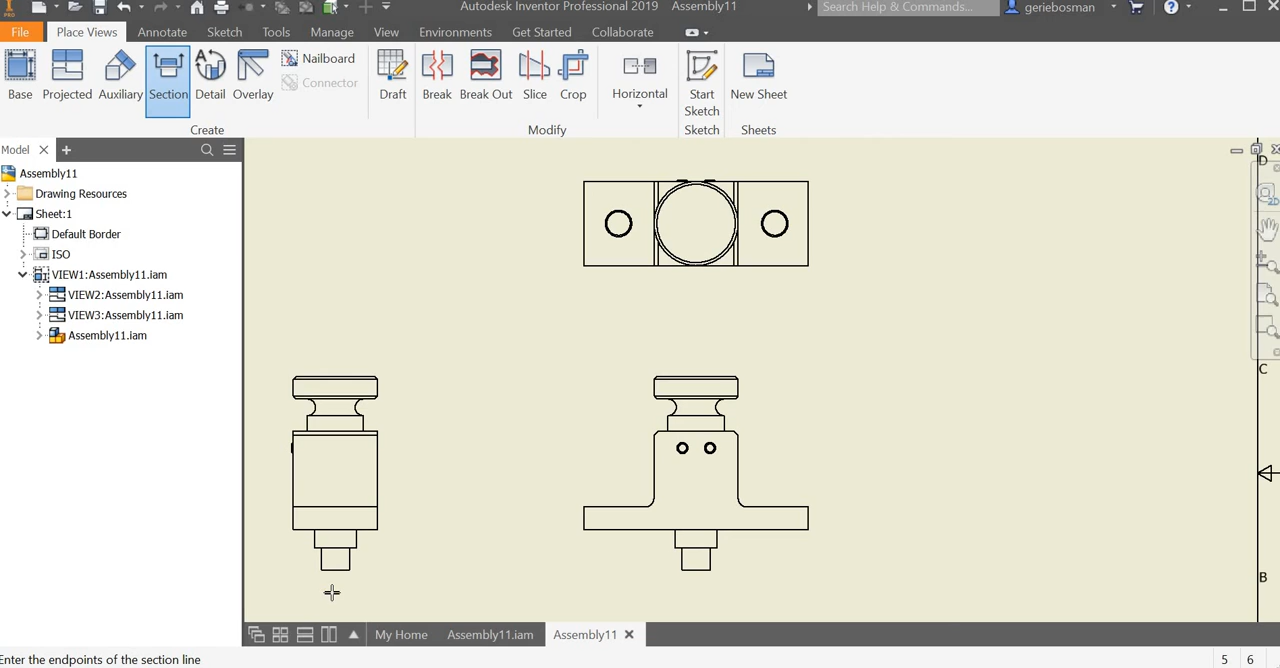 PRO Autodesk Inventor Professional 2019 Assembly11 Search Help & Commands... geriebosman
File Place Views Annotate Sketch Tools Manage View Environments Get Started Collaborate
Base Projected Auxiliary Section Detail Overlay Nailboard Connector Draft Break Break Out Slice Crop Horizontal Start Sketch New Sheet
Create Modify Sketch Sheets
Model
Assembly11
Drawing Resources
Sheet:1
Default Border
ISO
VIEW1:Assembly11.iam
VIEW2:Assembly11.iam
VIEW3:Assembly11.iam
Assembly11.iam
D
2D
C
B
My Home Assembly11.iam Assembly11
Enter the endpoints of the section line 5 6